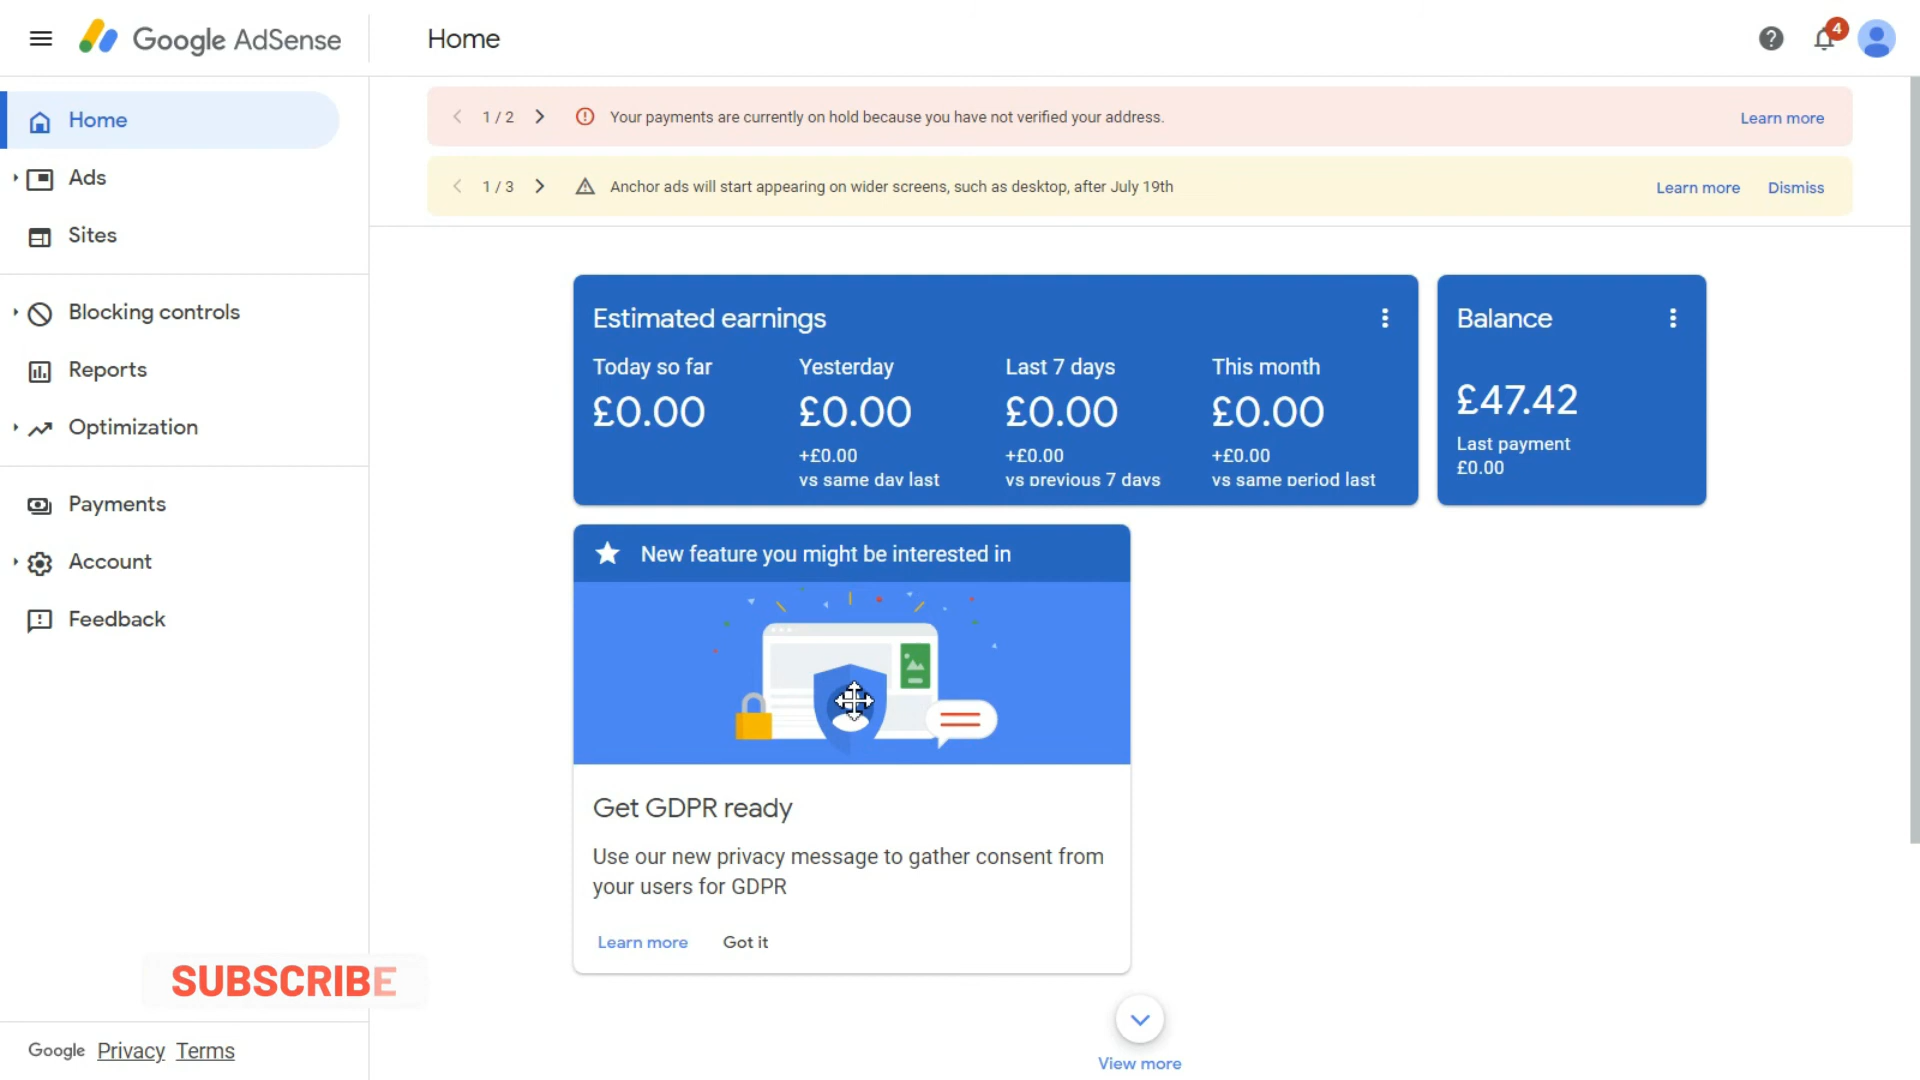 Google AdSense
Home
4
Home
Ads
Sites
Blocking controls
Reports
Optimization
Payments
Account
Feedback
1 / 2
Your payments are currently on hold because you have not verified your address.
Learn more
1 / 3
Anchor ads will start appearing on wider screens, such as desktop, after July 19th
Learn more Dismiss
Estimated earnings
Today so far Yesterday Last 7 days This month
£0.00 £0.00 £0.00 £0.00
+£0.00 +£0.00 +£0.00
vs same day last vs previous 7 days vs same period last
Balance
£47.42
Last payment
£0.00
New feature you might be interested in
Get GDPR ready
Use our new privacy message to gather consent from
your users for GDPR
Learn more Got it
View more
SUBSCRIBE
Google Privacy Terms